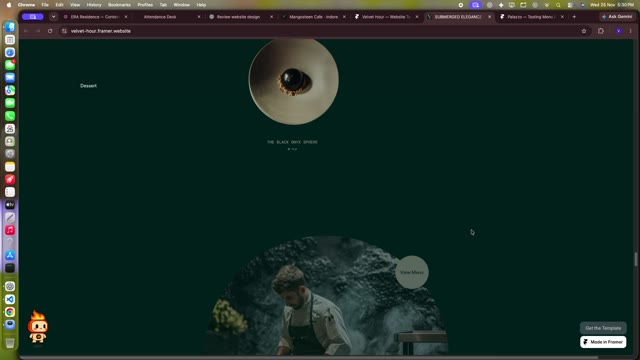 Chrome File Edit View History Bookmarks Profiles Tab Window Help
Wed 26 Nov 6:30 PM
ERA Residence — Contem
Attendance Desk
Review website design
Mangosteen Cafe · Indore
Velvet Hour — Website T
SUBMERGED ELEGANCE
Palazzo — Tasting Menu
Ask Gemini
velvet-hour.framer.website
Dessert
THE BLACK ONYX SPHERE
View Menu
Get the Template
Made in Framer